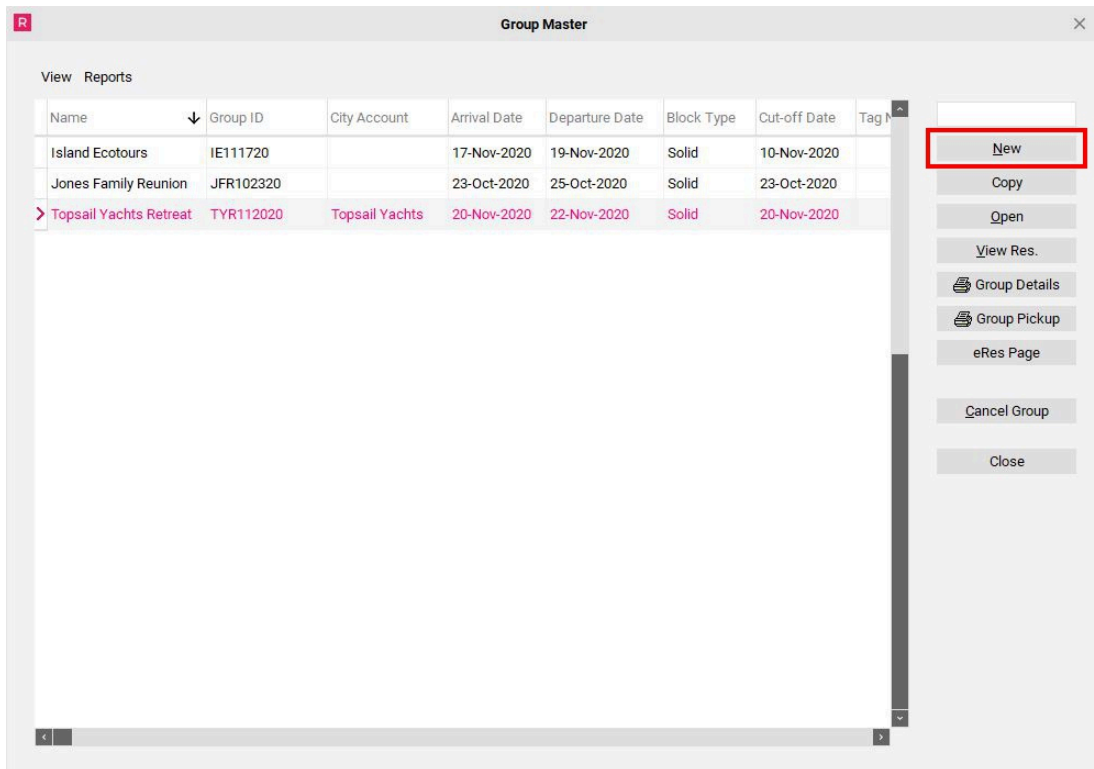 R Group Master
View Reports
Name Group ID City Account Arrival Date Departure Date Block Type Cut-off Date Tag
Island Ecotours IE111720 17-Nov-2020 19-Nov-2020 Solid 10-Nov-2020
Jones Family Reunion JFR102320 23-Oct-2020 25-Oct-2020 Solid 23-Oct-2020
Topsail Yachts Retreat TYR112020 Topsail Yachts 20-Nov-2020 22-Nov-2020 Solid 20-Nov-2020
New
Copy
Open
View Res.
Group Details
Group Pickup
eRes Page
Cancel Group
Close